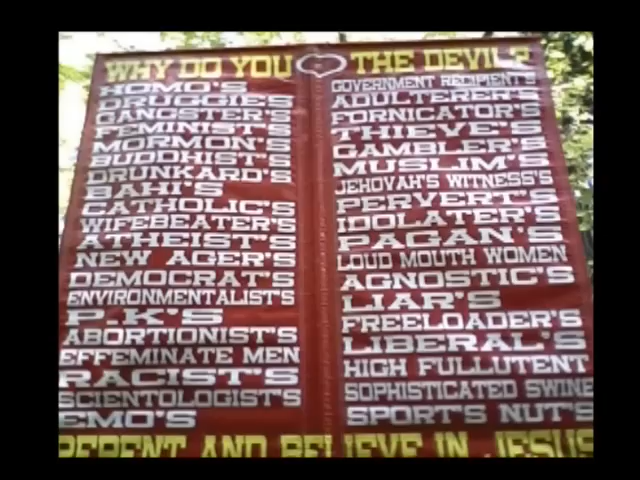 WHY DO YOU THE DEVIL?
HOMO'S
DRUGGIES
GANGSTER'S
FEMINIST'S
MORMON'S
BUDDHIST'S
DRUNKARD'S
BAHI'S
CATHOLIC'S
WIFEBEATER'S
ATHEIST'S
NEW AGER'S
DEMOCRAT'S
ENVIRONMENTALIST'S
P.K'S
ABORTIONIST'S
EFFEMINATE MEN
RACIST'S
SCIENTOLOGIST'S
EMO'S
GOVERNMENT RECIPIENT'S
ADULTERER'S
FORNICATOR'S
THIEVE'S
GAMBLER'S
MUSLIM'S
JEHOVAH'S WITNESS'S
PERVERT'S
IDOLATER'S
PAGAN'S
LOUD MOUTH WOMEN
AGNOSTIC'S
LIAR'S
FREELOADER'S
LIBERAL'S
HIGH FULLUTENT
SOPHISTICATED SWINE
SPORT'S NUT'S
REPENT AND BELIEVE IN JESUS